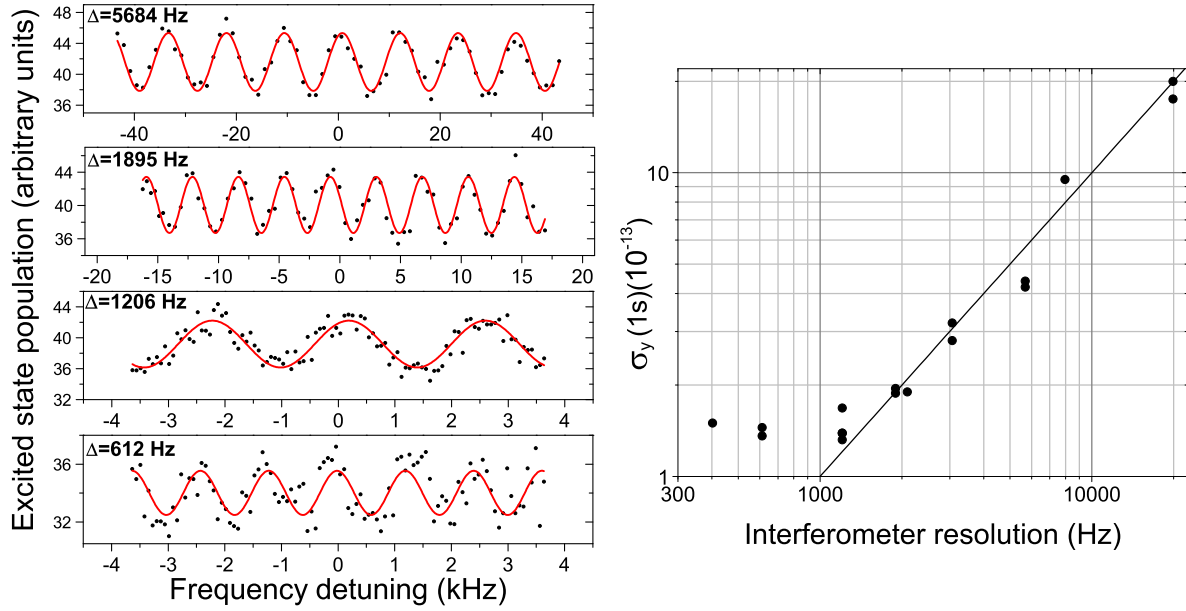 Excited state population (arbitrary units)
Δ=5684 Hz
48
44
40
36
-40 -20 0 20 40
Δ=1895 Hz
44
40
36
-20 -15 -10 -5 0 5 10 15 20
Δ=1206 Hz
44
40
36
32
-4 -3 -2 -1 0 1 2 3 4
Δ=612 Hz
36
32
-4 -3 -2 -1 0 1 2 3 4
Frequency detuning (kHz)
σy (1s)(10-13)
10
1
300 1000 10000
Interferometer resolution (Hz)